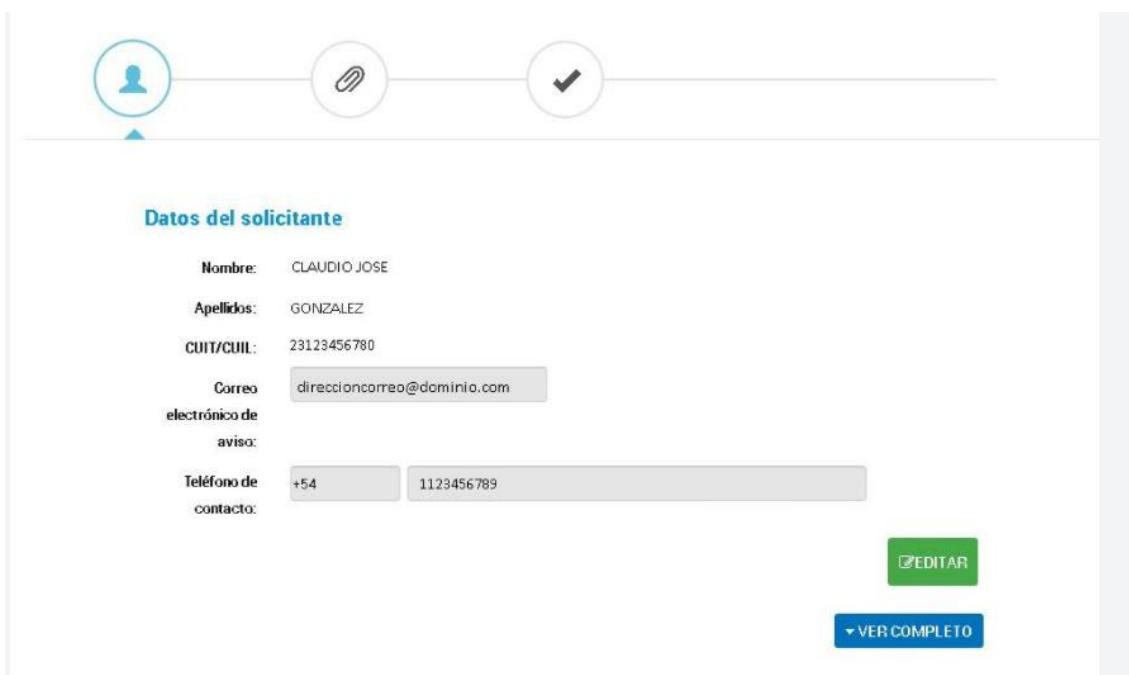 Datos del solicitante
Nombre: CLAUDIO JOSE
Apellidos: GONZALEZ
CUIT/CUIL: 23123456780
Correo direccioncorreo@dominio.com
electrónico de
aviso:
Teléfono de +54 1123456789
contacto:
EDITAR
VER COMPLETO